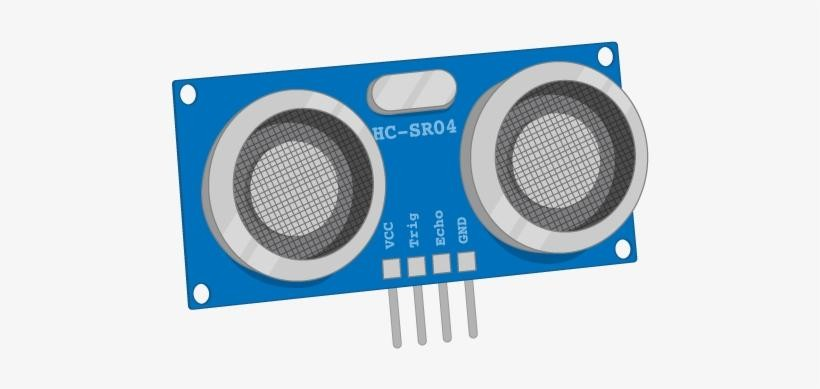 HC-SR04
VCC
Trig
Echo
GND